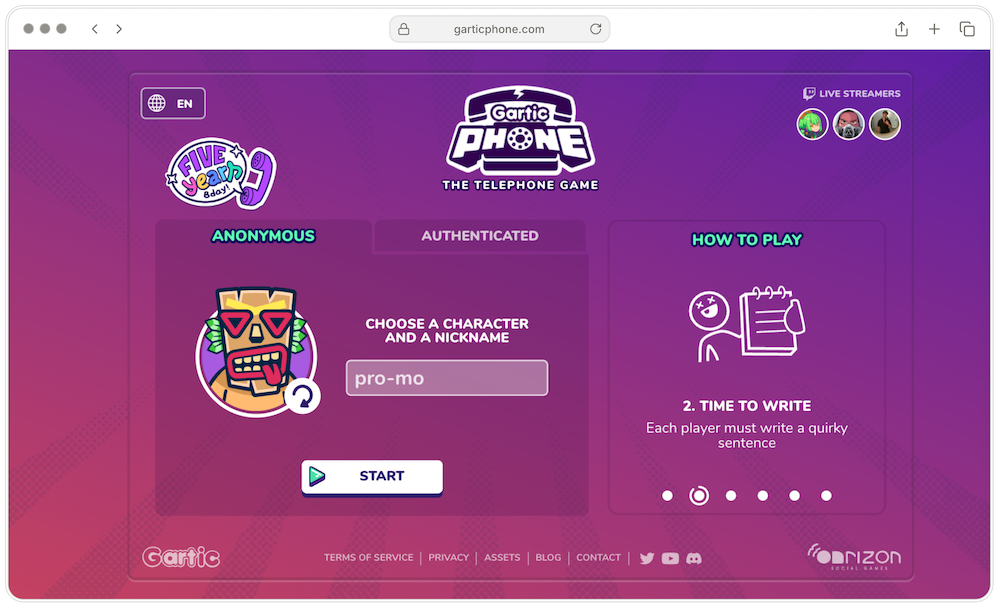 garticphone.com
EN
Gartic
PHONE
THE TELEPHONE GAME
LIVE STREAMERS
FIVE
years
Bday!
ANONYMOUS
AUTHENTICATED
CHOOSE A CHARACTER
AND A NICKNAME
pro-mo
START
HOW TO PLAY
2. TIME TO WRITE
Each player must write a quirky
sentence
Gartic
TERMS OF SERVICE | PRIVACY | ASSETS | BLOG | CONTACT |
ONRIZON
SOCIAL GAMES